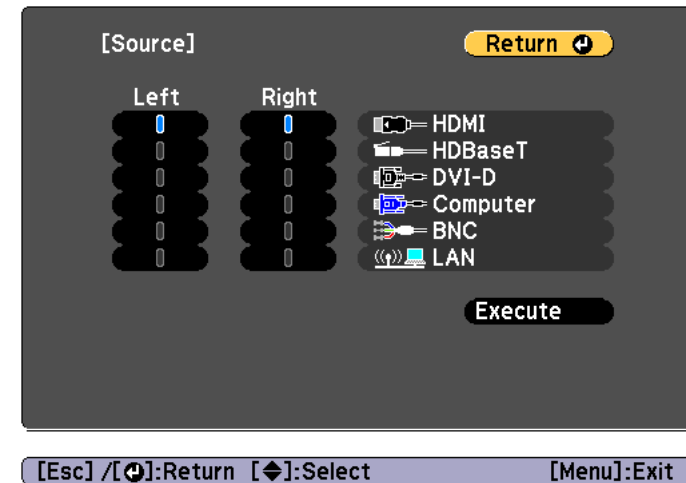 [Source]
Return
Left Right
HDMI
HDBaseT
DVI-D
Computer
BNC
LAN
Execute
[Esc] /[ ]:Return [ ]:Select [Menu]:Exit